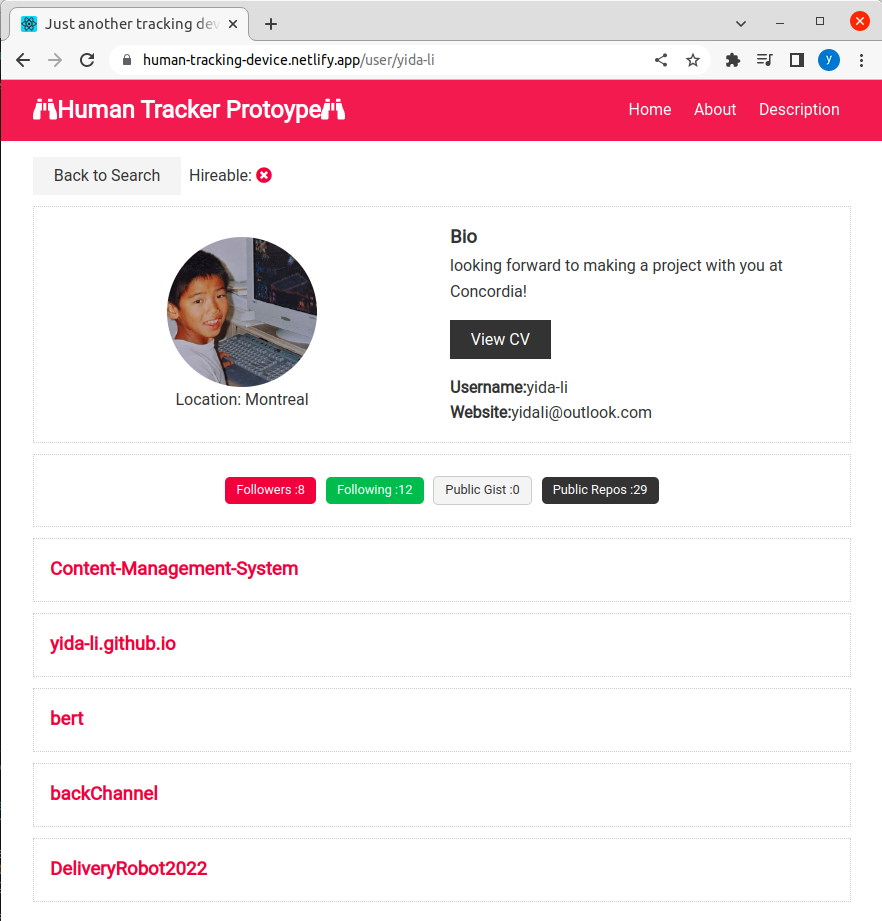 Just another tracking dev
human-tracking-device.netlify.app/user/yida-li
y
Human Tracker Protoype
Home About Description
Back to Search Hireable:
Bio
looking forward to making a project with you at
Concordia!
View CV
Location: Montreal
Username:yida-li
Website:yidali@outlook.com
Followers :8 Following :12 Public Gist :0 Public Repos :29
Content-Management-System
yida-li.github.io
bert
backChannel
DeliveryRobot2022